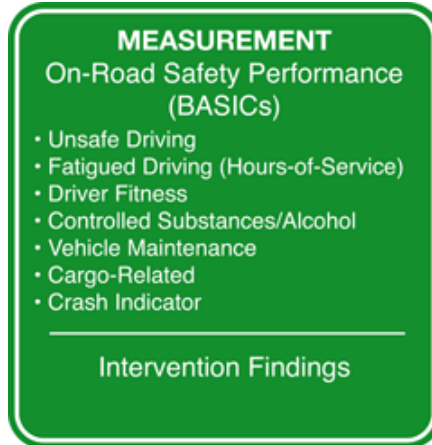 MEASUREMENT
On-Road Safety Performance
(BASICs)
• Unsafe Driving
• Fatigued Driving (Hours-of-Service)
• Driver Fitness
• Controlled Substances/Alcohol
• Vehicle Maintenance
• Cargo-Related
• Crash Indicator
Intervention Findings